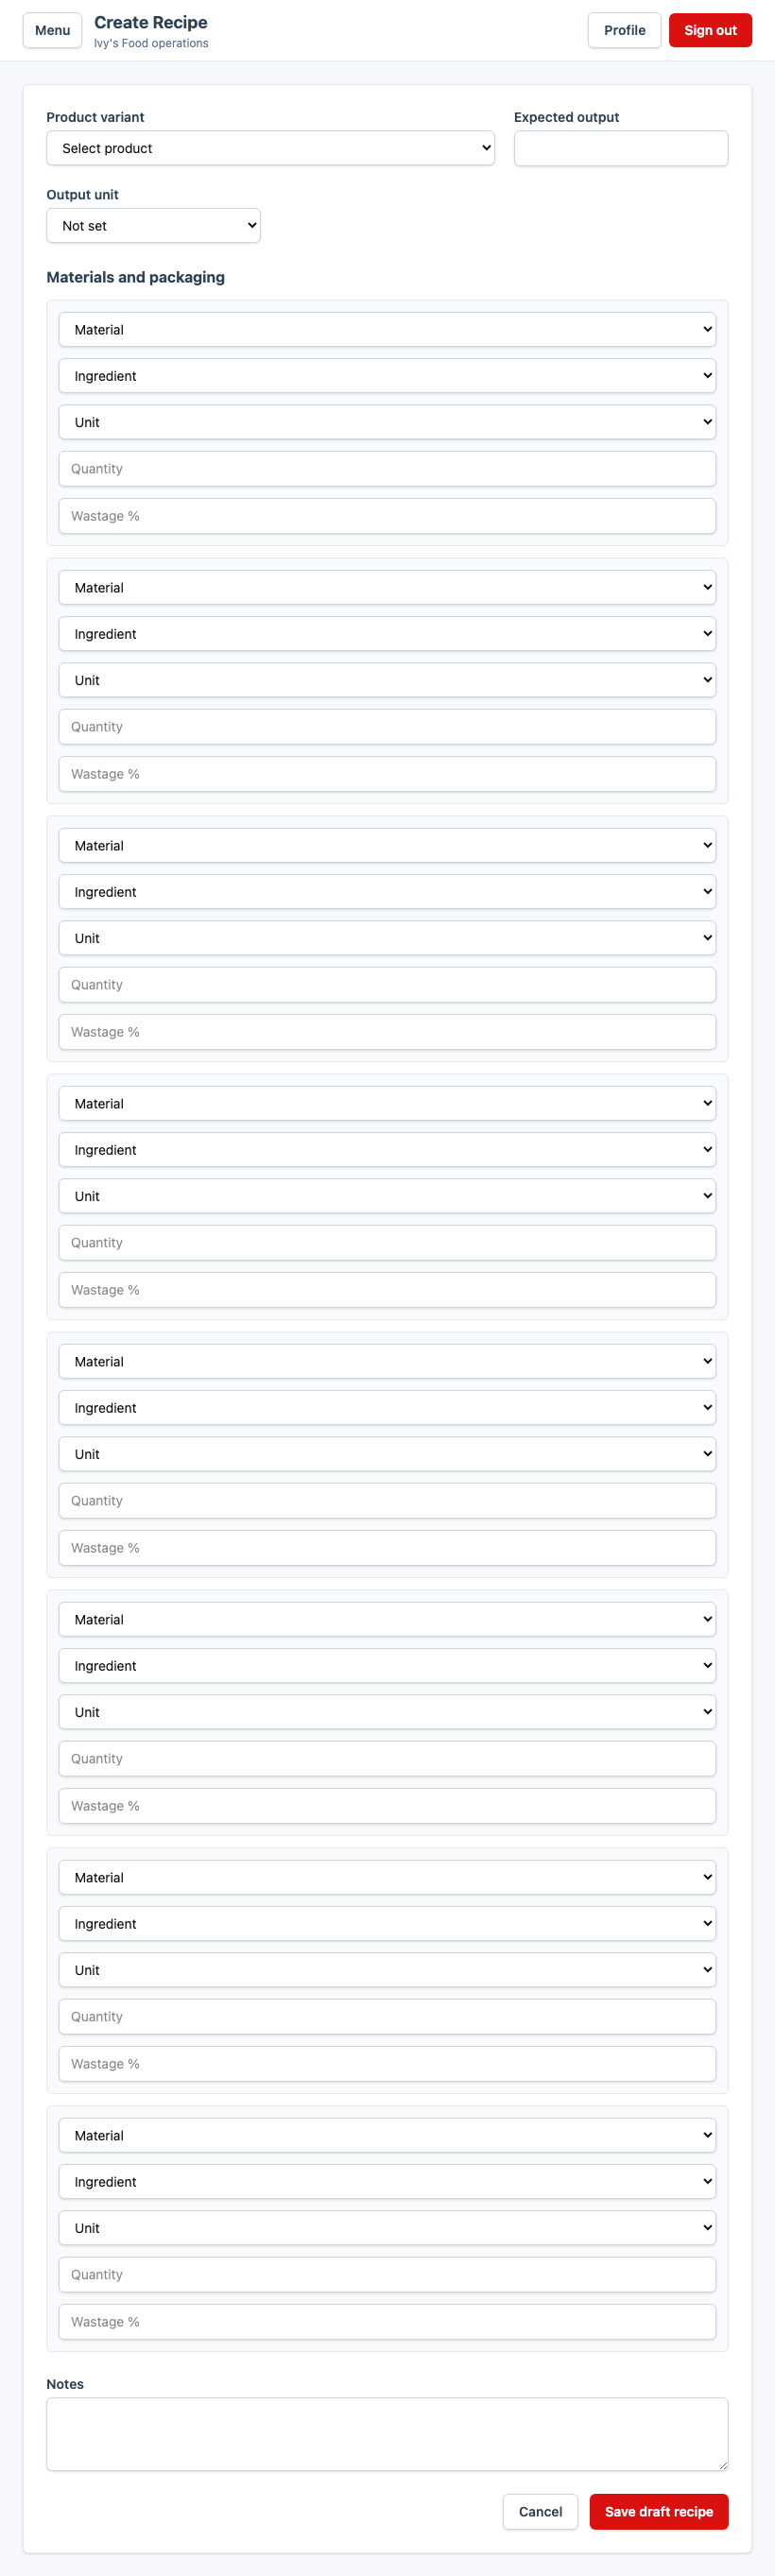 Menu
Create Recipe
Ivy's Food operations
Profile
Sign out
Product variant
Expected output
Select product
Output unit
Not set
Materials and packaging
Material
Ingredient
Unit
Quantity
Wastage %
Material
Ingredient
Unit
Quantity
Wastage %
Material
Ingredient
Unit
Quantity
Wastage %
Material
Ingredient
Unit
Quantity
Wastage %
Material
Ingredient
Unit
Quantity
Wastage %
Material
Ingredient
Unit
Quantity
Wastage %
Material
Ingredient
Unit
Quantity
Wastage %
Material
Ingredient
Unit
Quantity
Wastage %
Notes
Cancel
Save draft recipe